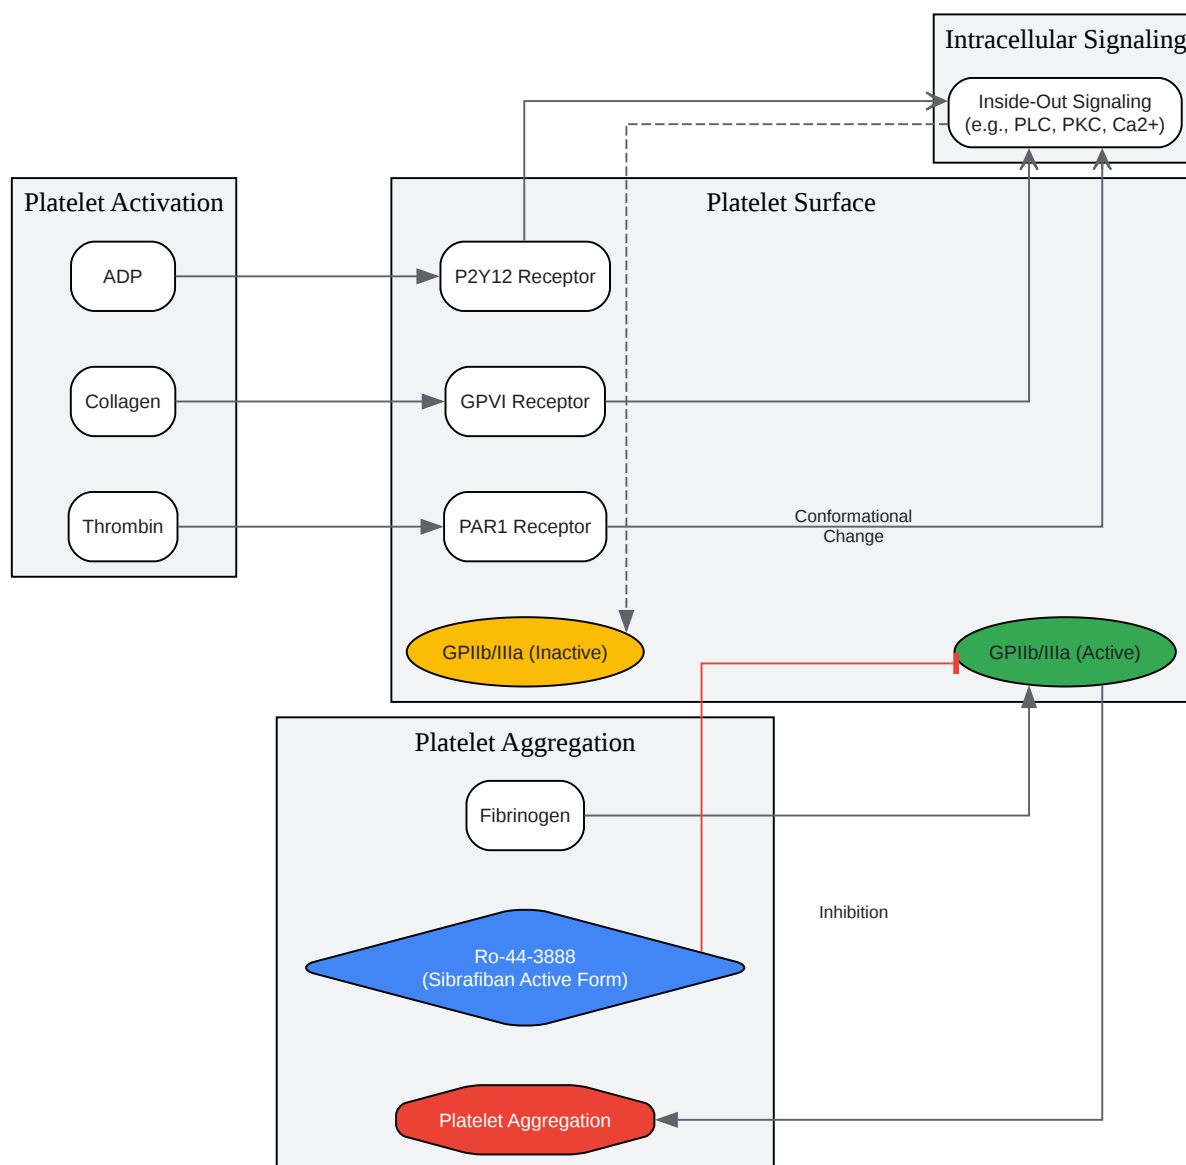 Intracellular Signaling
Inside-Out Signaling
(e.g., PLC, PKC, Ca2+)
Platelet Activation
Platelet Surface
ADP
P2Y12 Receptor
Collagen
GPVI Receptor
Thrombin
PAR1 Receptor
Conformational
Change
GPIIb/IIIa (Inactive)
GPIIb/IIIa (Active)
Platelet Aggregation
Fibrinogen
Inhibition
Ro-44-3888
(Sibrafiban Active Form)
Platelet Aggregation